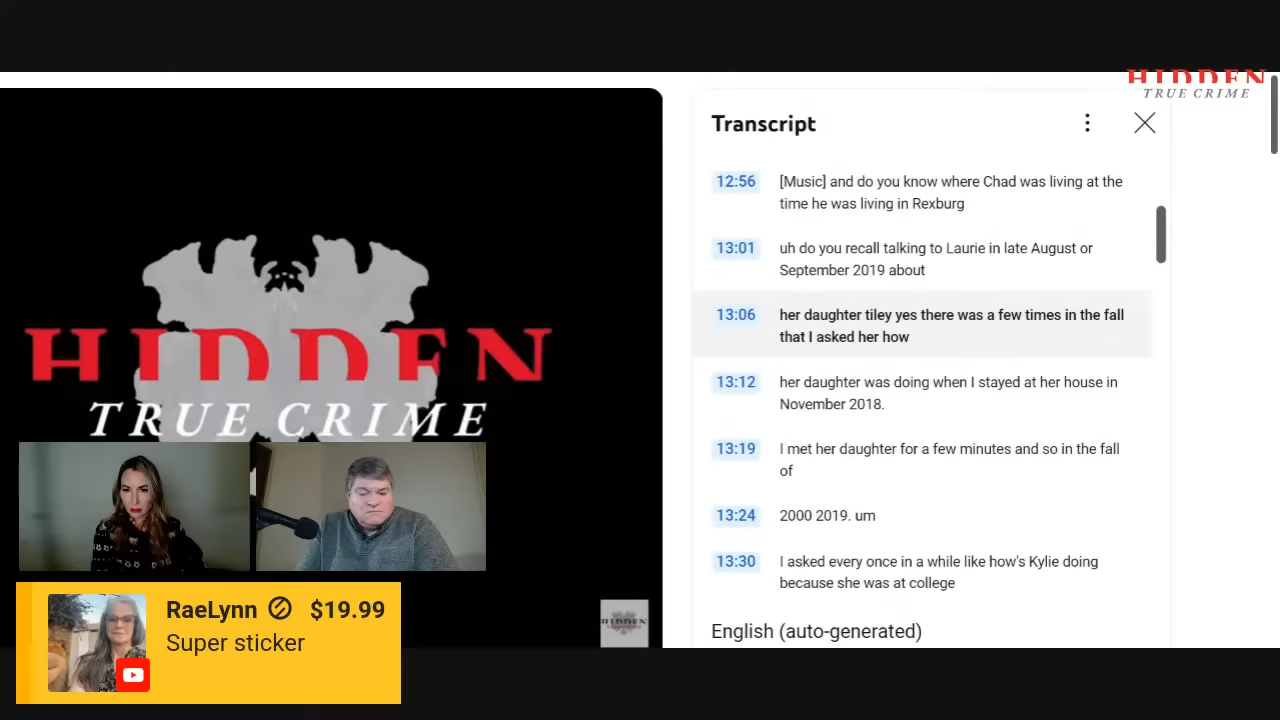 HIDDEN
TRUE CRIME
HIDDEN
TRUE CRIME
Transcript
12:56
[Music] and do you know where Chad was living at the
time he was living in Rexburg
13:01
uh do you recall talking to Laurie in late August or
September 2019 about
13:06
her daughter tiley yes there was a few times in the fall
that I asked her how
13:12
her daughter was doing when I stayed at her house in
November 2018.
13:19
I met her daughter for a few minutes and so in the fall
of
13:24
2000 2019. um
13:30
I asked every once in a while like how's Kylie doing
because she was at college
English (auto-generated)
HIDDEN
RaeLynn $19.99
Super sticker